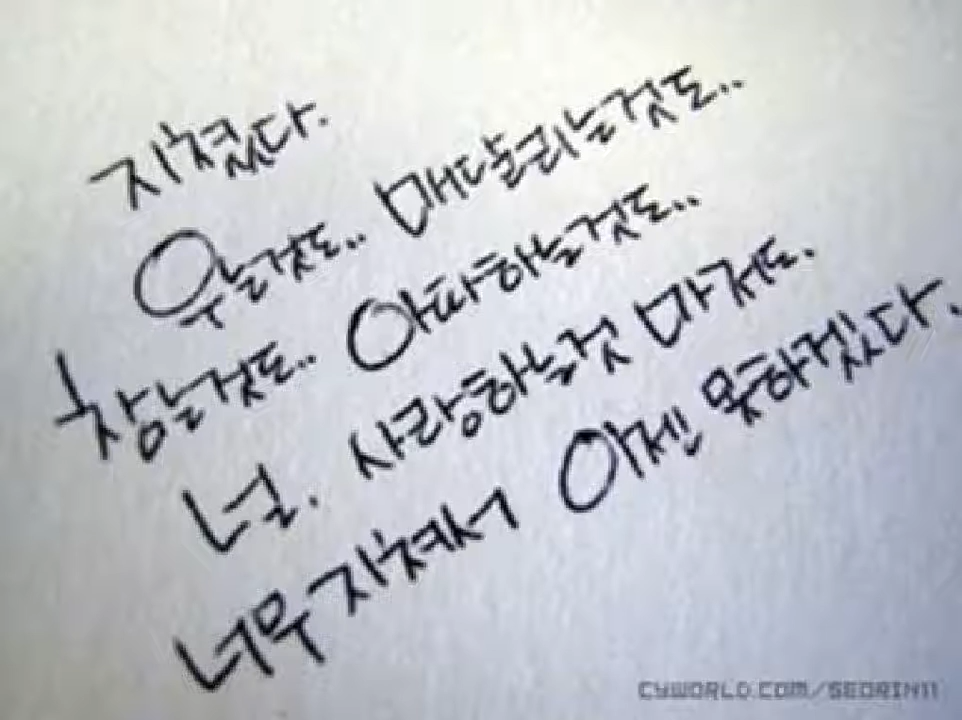 지쳤다.
우는것도.. 매달리는것도..
참는것도.. 아파하는것도..
널. 사랑하는것 마저도.
너무 지쳐서 이젠 못하겠다.
CYWORLD.COM/SEORIN11